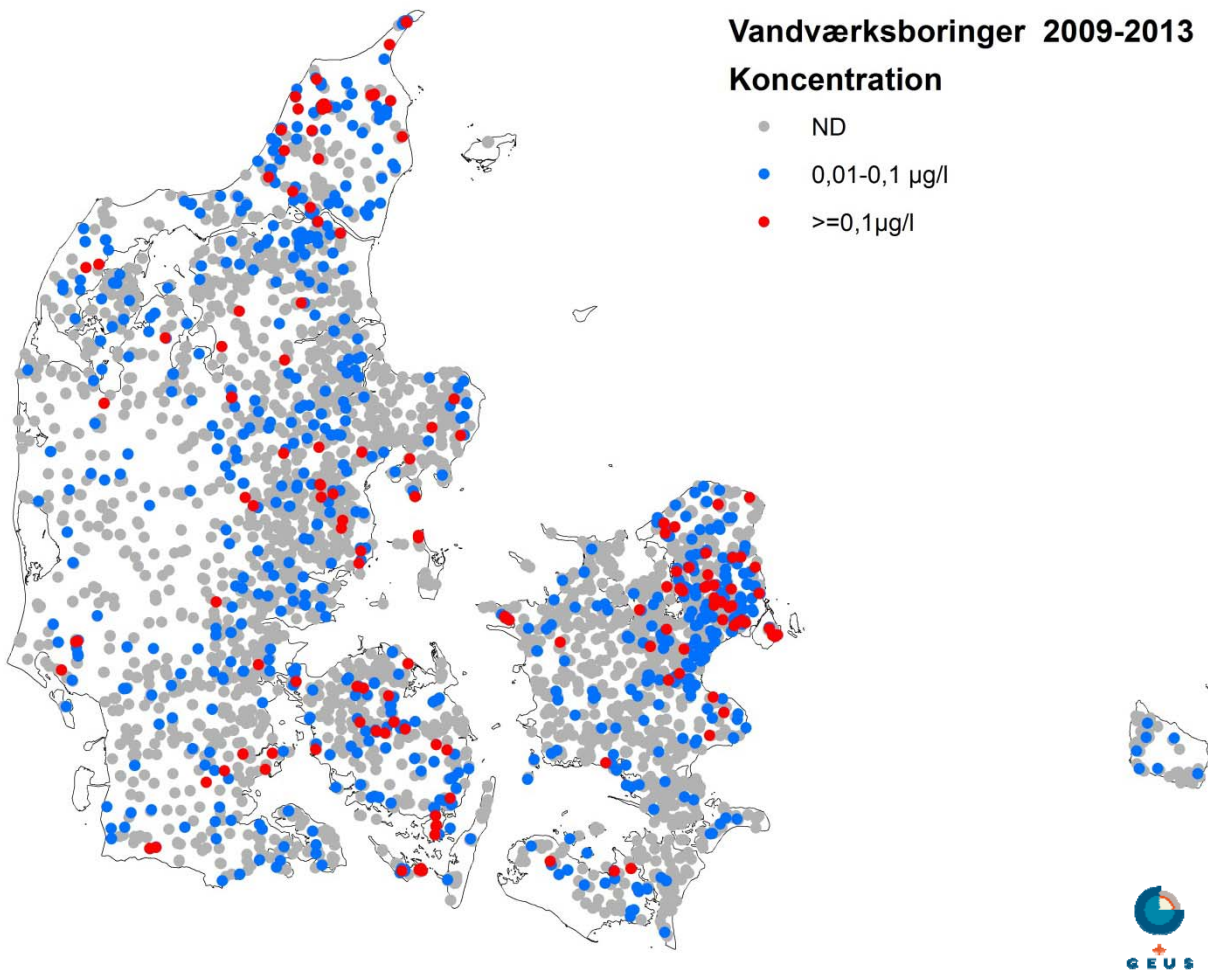 Vandværksboringer 2009-2013
Koncentration
ND
0,01-0,1 µg/l
>=0,1µg/l
GEUS